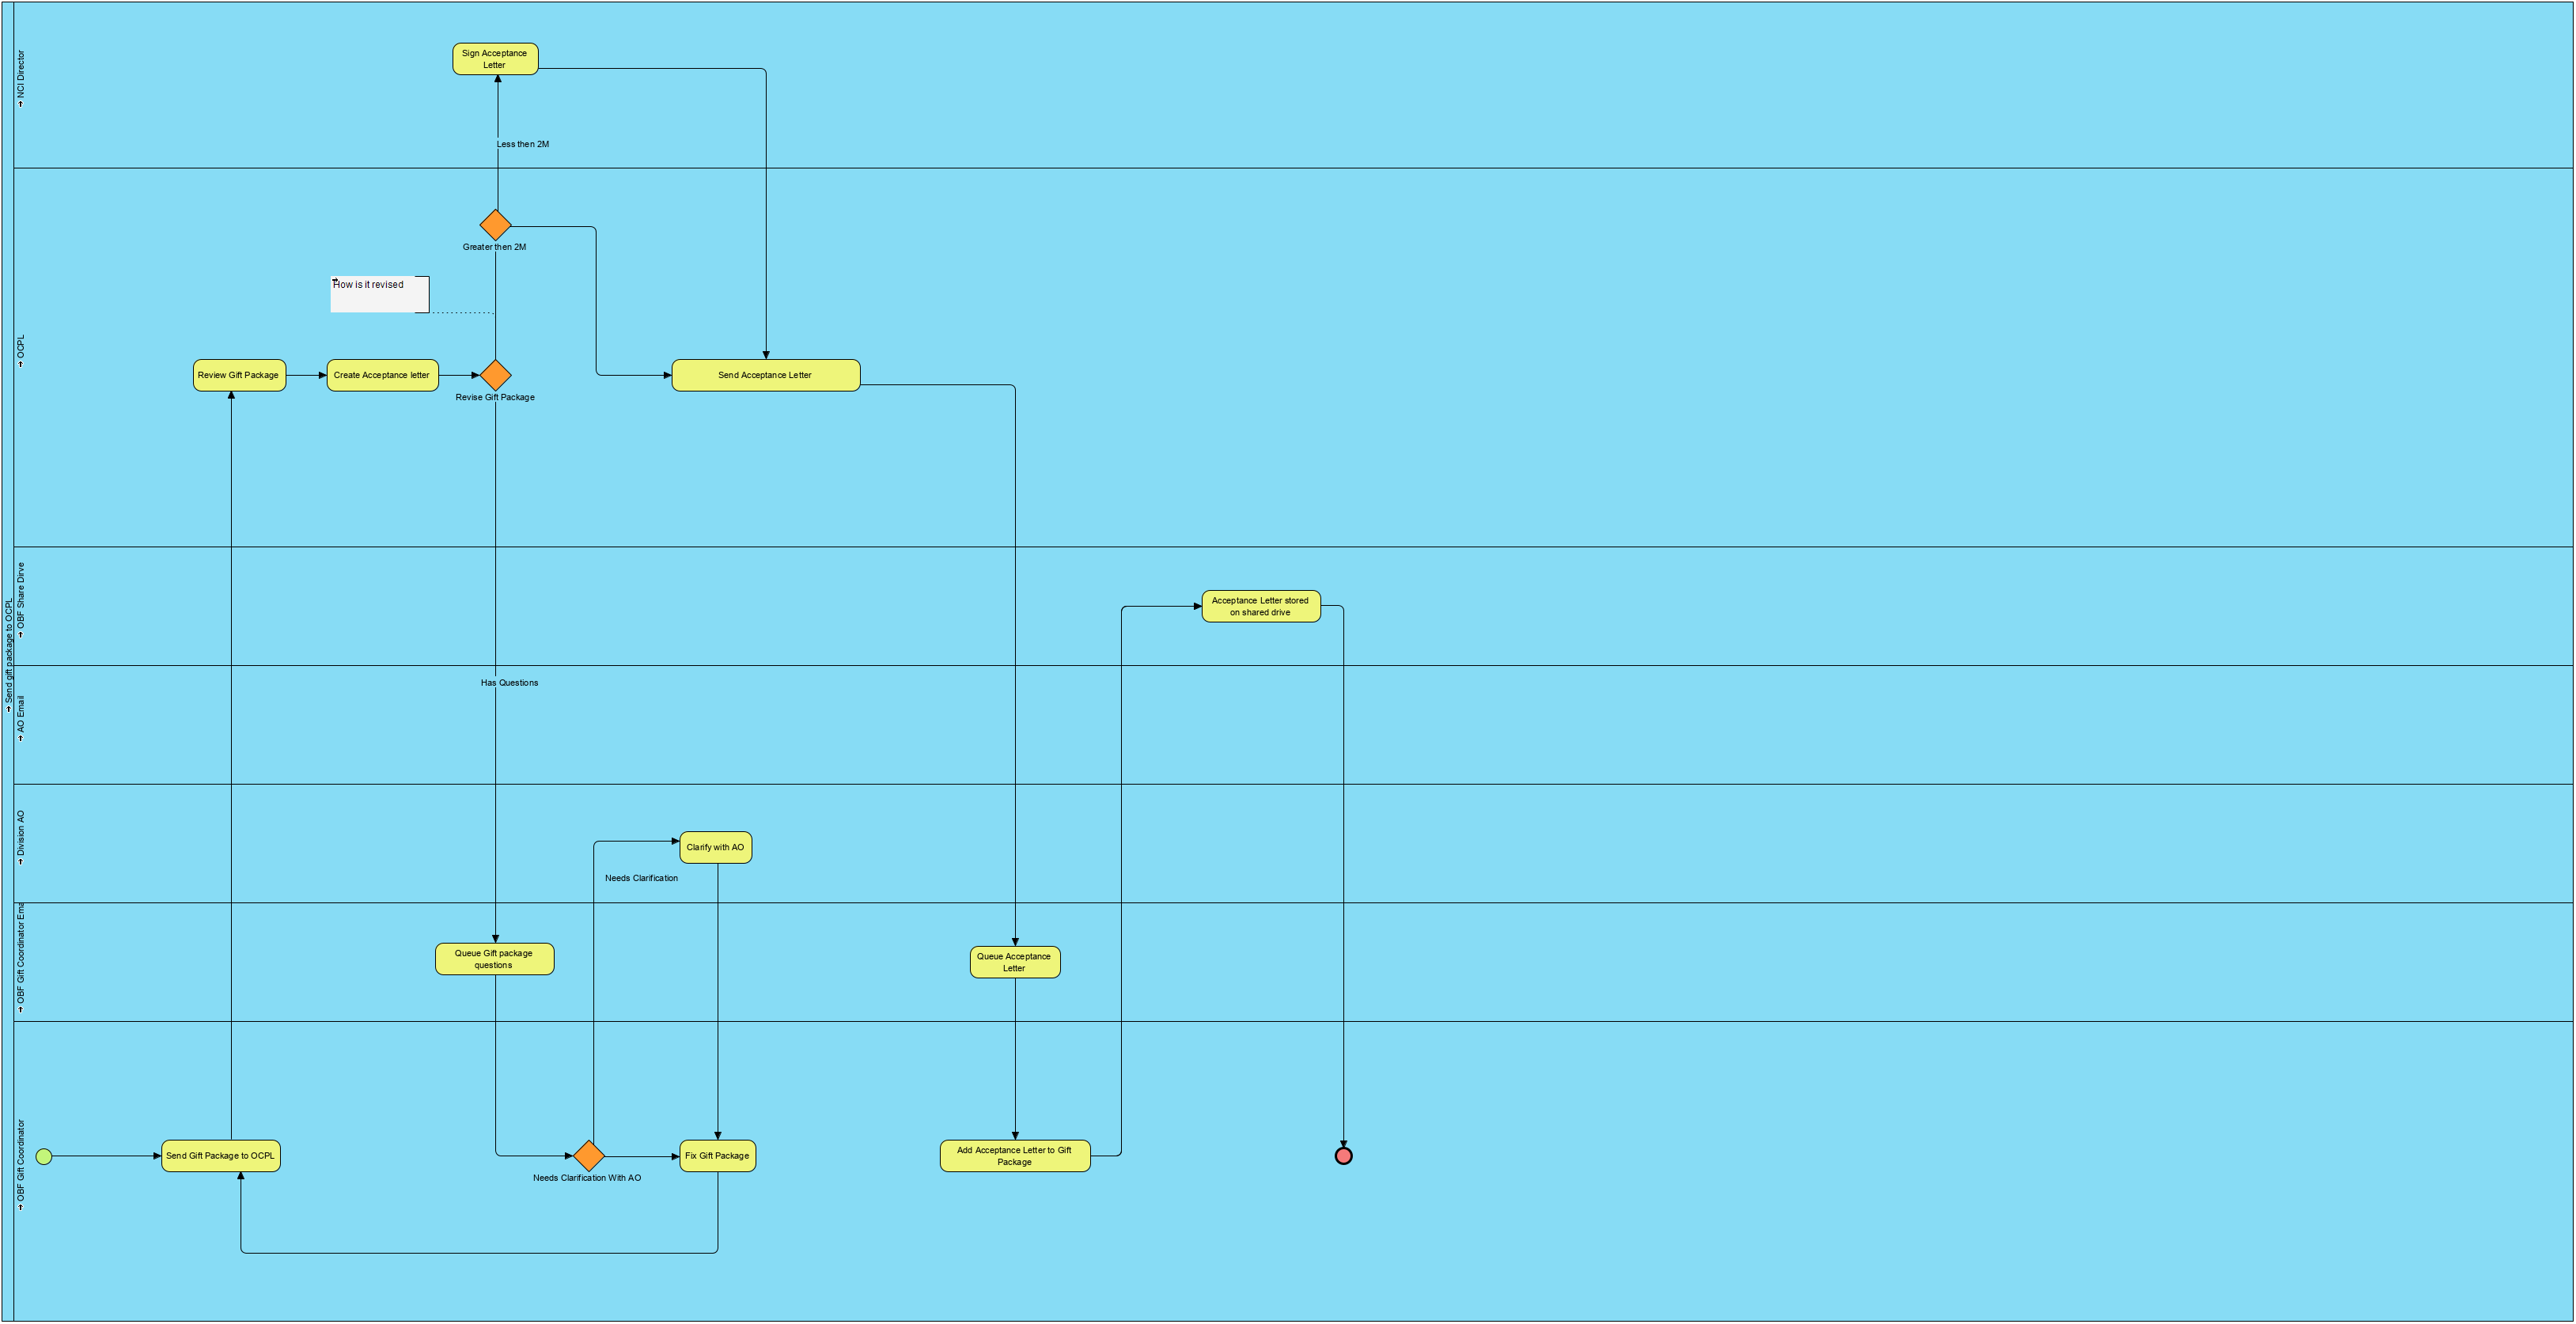 Send gift package to OCPL
NCI Director
Sign Acceptance
Letter
Less then 2M
OCPL
Greater then 2M
How is it revised
Review Gift Package
Create Acceptance letter
Revise Gift Package
Send Acceptance Letter
OBF Share Dirve
Acceptance Letter stored
on shared drive
AO Email
Has Questions
Division AO
Clarify with AO
Needs Clarification
OBF Gift Coordinator Ema
Queue Gift package
questions
Queue Acceptance
Letter
OBF Gift Coordinator
Send Gift Package to OCPL
Needs Clarification With AO
Fix Gift Package
Add Acceptance Letter to Gift
Package